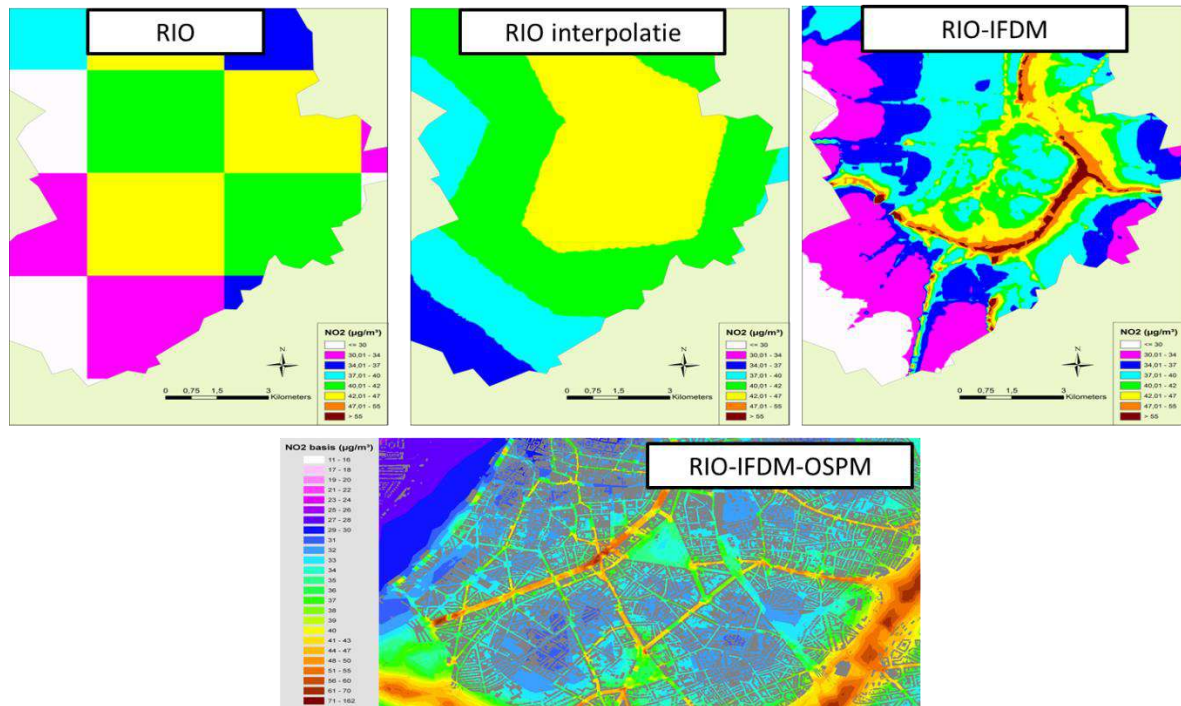 RIO
RIO interpolatie
RIO-IFDM
NO2 (µg/m³)
<= 30
30,01 - 34
34,01 - 37
37,01 - 40
40,01 - 42
42,01 - 47
47,01 - 55
> 55
N
0 0,75 1,5 3
Kilometers
NO2 (µg/m³)
<= 30
30,01 - 34
34,01 - 37
37,01 - 40
40,01 - 42
42,01 - 47
47,01 - 55
> 55
N
0 0,75 1,5 3
Kilometers
NO2 (µg/m³)
<= 30
30,01 - 34
34,01 - 37
37,01 - 40
40,01 - 42
42,01 - 47
47,01 - 55
> 55
N
0 0,75 1,5 3
Kilometers
RIO-IFDM-OSPM
NO2 basis (µg/m³)
11 - 16
17 - 18
19 - 20
21 - 22
23 - 24
25 - 26
27 - 28
29 - 30
31
32
33
34
35
36
37
38
39
40
41 - 43
44 - 47
48 - 50
51 - 55
56 - 60
61 - 70
71 - 162